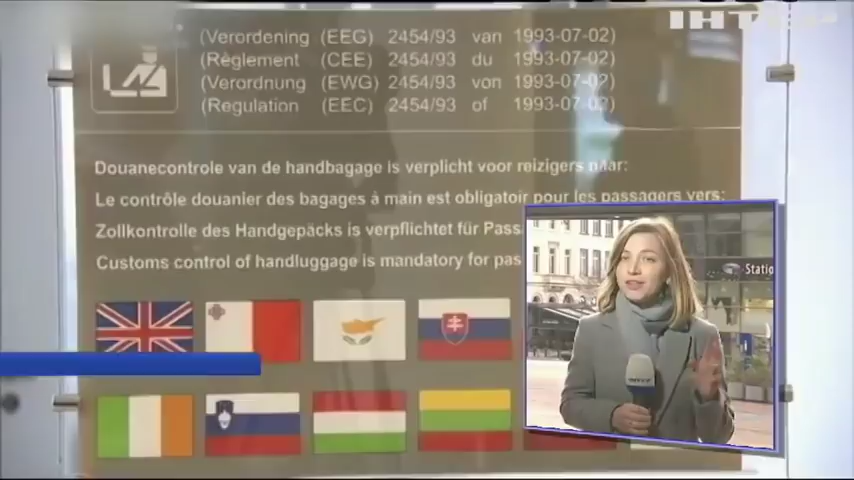 ІНТЕР
(Verordening (EEG) 2454/93 van 1993-07-02)
(Règlement (CEE) 2454/93 du 1993-07-02)
(Verordnung (EWG) 2454/93 von 1993-07-02)
(Regulation (EEC) 2454/93 of 1993-07-02)
Douanecontrole van de handbagage is verplicht voor reizigers naar:
Le contrôle douanier des bagages à main est obligatoir pour les passagers vers:
Zollkontrolle des Handgepäcks is verpflichtet für Pass
Customs control of handluggage is mandatory for pas
Statio